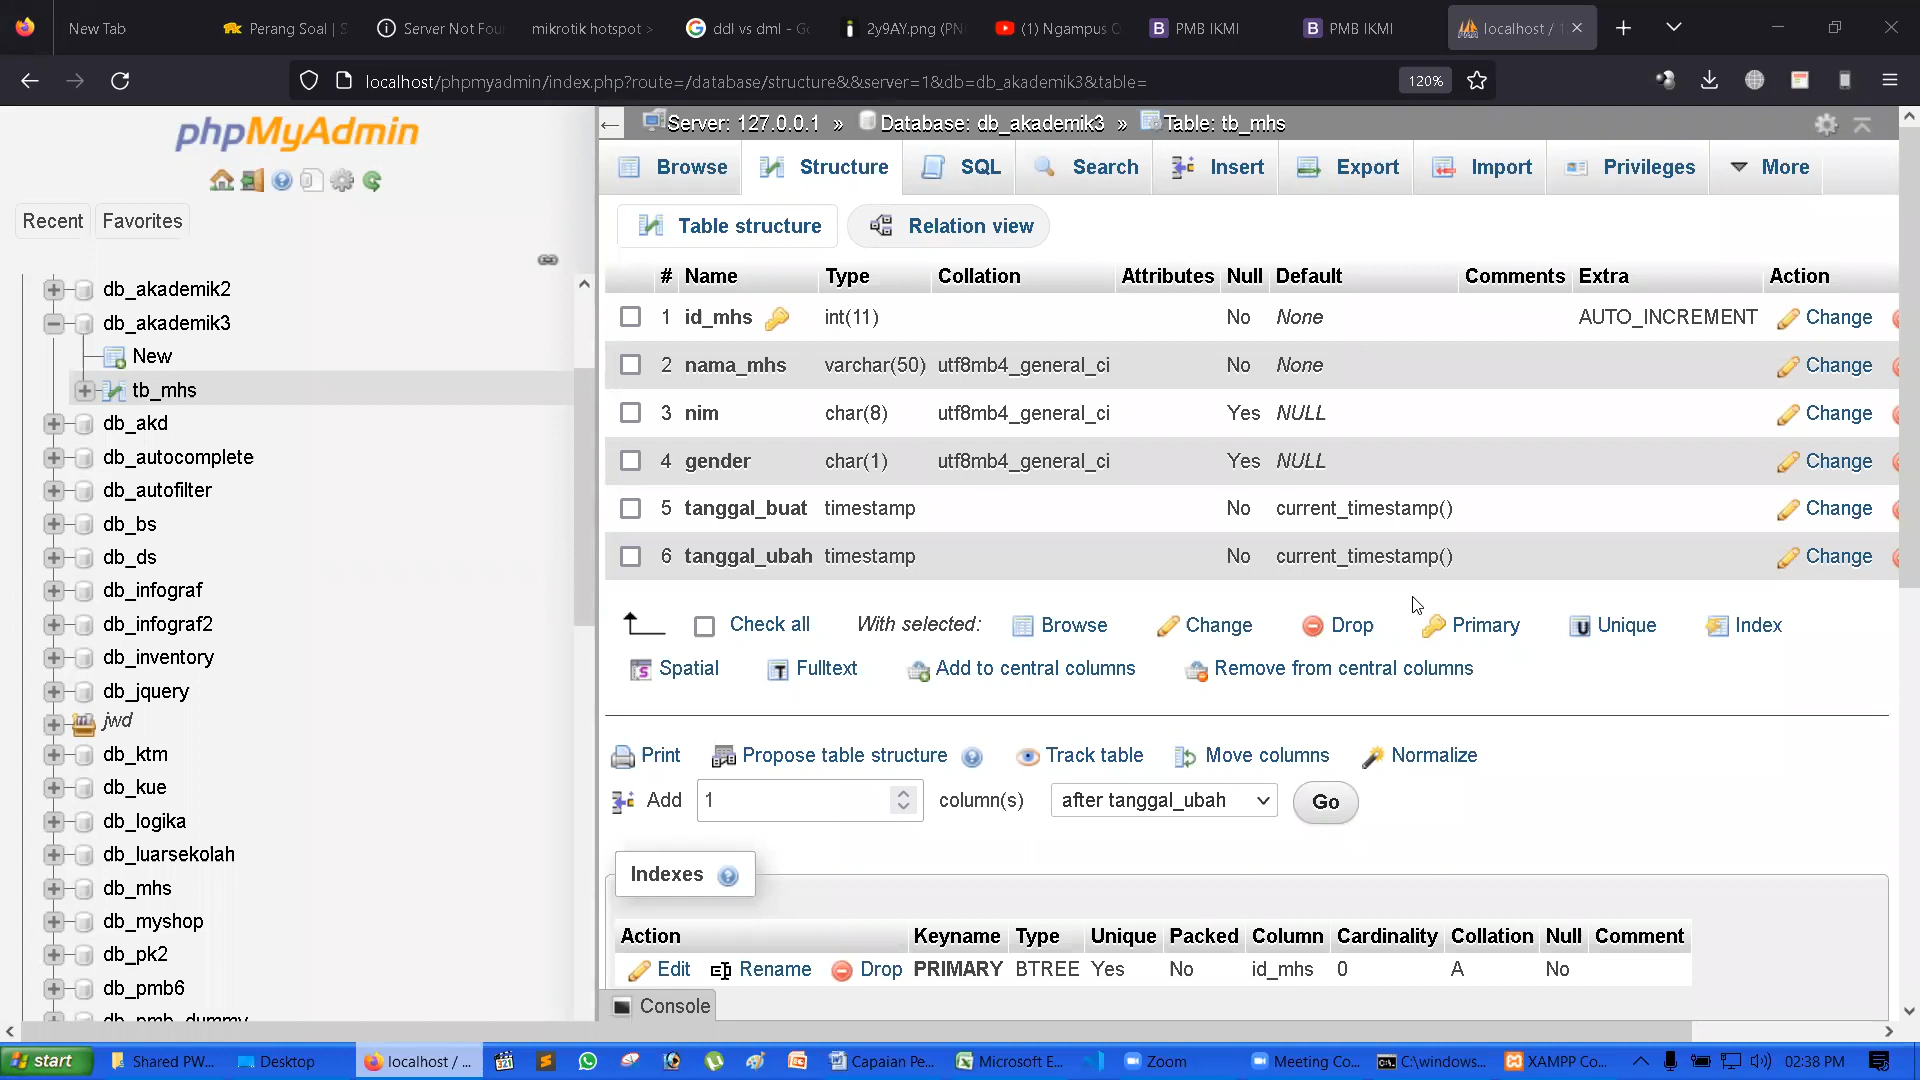 New Tab
Perang Soal | S
Server Not Four
mikrotik hotspot >
ddl vs dml - Go
2y9AY.png (PN
(1) Ngampus O
PMB IKMI
PMB IKMI
localhost / 1
localhost/phpmyadmin/index.php?route=/database/structure&&server=1&db=db_akademik3&table=
120%
phpMyAdmin
Recent
Favorites
db_akademik2
db_akademik3
New
tb_mhs
db_akd
db_autocomplete
db_autofilter
db_bs
db_ds
db_infograf
db_infograf2
db_inventory
db_jquery
jwd
db_ktm
db_kue
db_logika
db_luarsekolah
db_mhs
db_myshop
db_pk2
db_pmb6
db_pmb_dummy
Server: 127.0.0.1 » Database: db_akademik3 » Table: tb_mhs
Browse Structure SQL Search Insert Export Import Privileges More
Table structure Relation view
# Name Type Collation Attributes Null Default Comments Extra Action
1 id_mhs int(11) No None AUTO_INCREMENT Change
2 nama_mhs varchar(50) utf8mb4_general_ci No None Change
3 nim char(8) utf8mb4_general_ci Yes NULL Change
4 gender char(1) utf8mb4_general_ci Yes NULL Change
5 tanggal_buat timestamp No current_timestamp() Change
6 tanggal_ubah timestamp No current_timestamp() Change
Check all With selected: Browse Change Drop Primary Unique Index
Spatial Fulltext Add to central columns Remove from central columns
Print Propose table structure Track table Move columns Normalize
Add 1 column(s) after tanggal_ubah Go
Indexes
Action Keyname Type Unique Packed Column Cardinality Collation Null Comment
Edit Rename Drop PRIMARY BTREE Yes No id_mhs 0 A No
Console
start
Shared PW...
Desktop
localhost / ...
Capaian Pe...
Microsoft E...
Zoom
Meeting Co...
C:\windows...
XAMPP Co...
02:38 PM